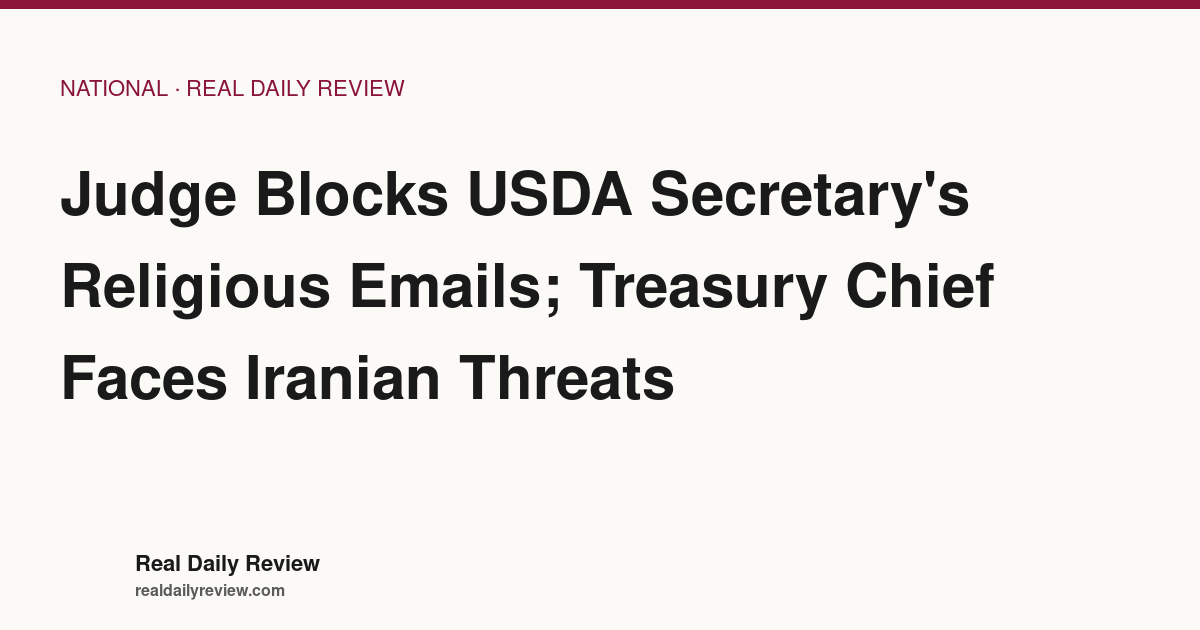 NATIONAL · REAL DAILY REVIEW
Judge Blocks USDA Secretary's
Religious Emails; Treasury Chief
Faces Iranian Threats
Real Daily Review
realdailyreview.com